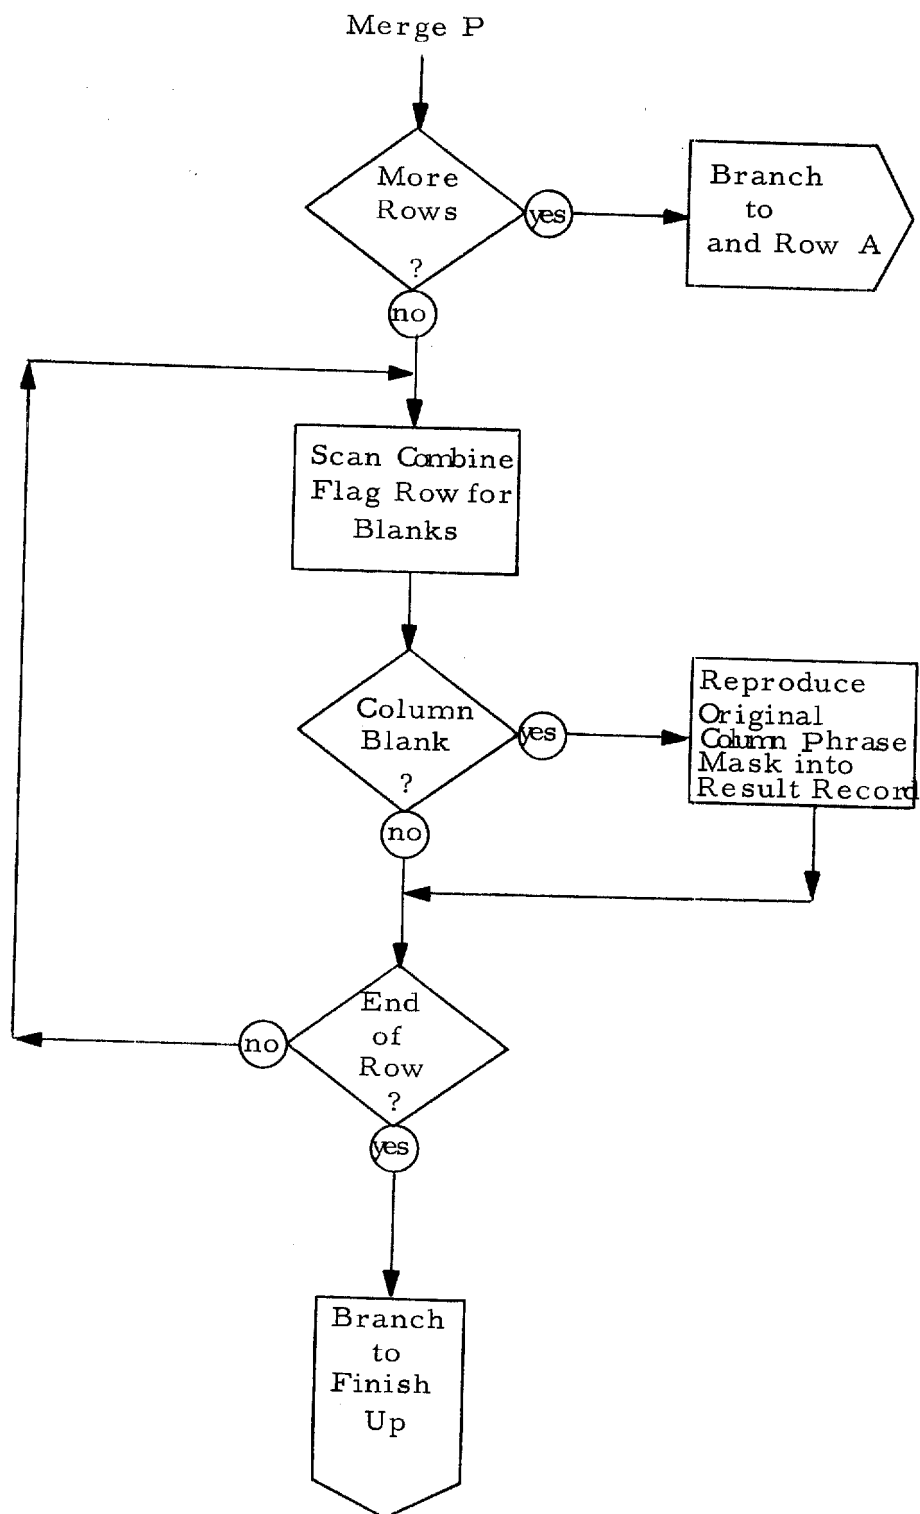 Merge P
More
Rows
?
yes
Branch
to
and Row A
no
Scan Combine
Flag Row for
Blanks
Column
Blank
?
yes
Reproduce
Original
Column Phrase
Mask into
Result Record
no
End
of
Row
?
no
yes
Branch
to
Finish
Up